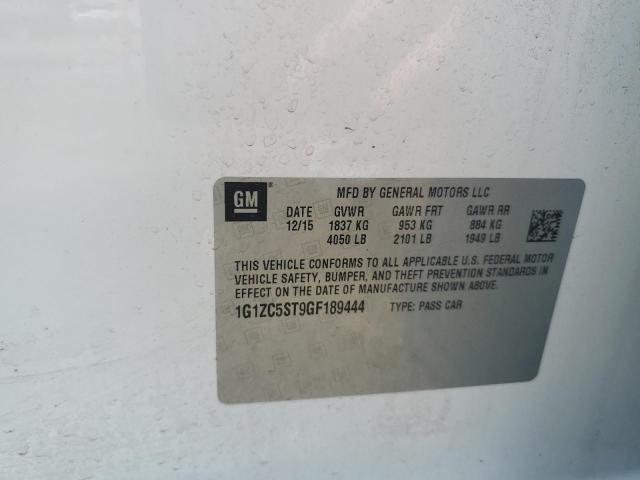 GM
MFD BY GENERAL MOTORS LLC
DATE GVWR GAWR FRT GAWR RR
12/15 1837 KG 953 KG 884 KG
4050 LB 2101 LB 1949 LB
THIS VEHICLE CONFORMS TO ALL APPLICABLE U.S. FEDERAL MOTOR
VEHICLE SAFETY, BUMPER, AND THEFT PREVENTION STANDARDS IN
EFFECT ON THE DATE OF MANUFACTURE SHOWN ABOVE.
1G1ZC5ST9GF189444 TYPE: PASS CAR